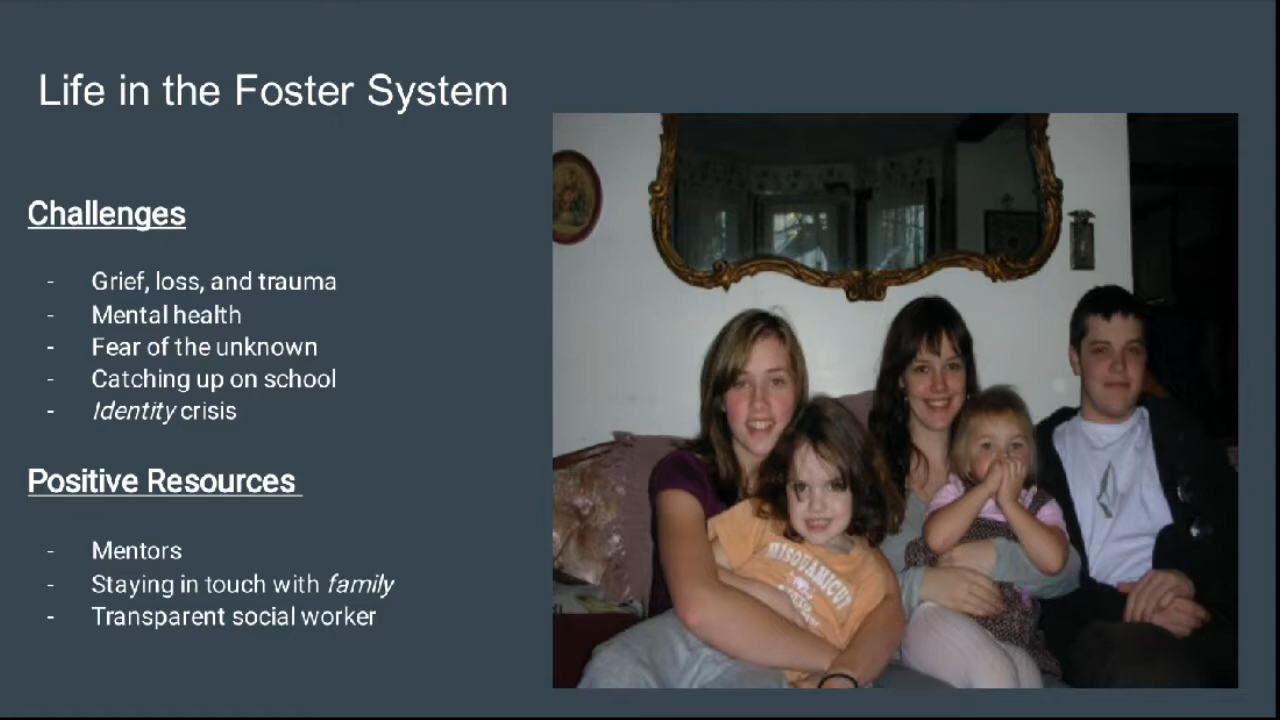 Life in the Foster System
Challenges
- Grief, loss, and trauma
- Mental health
- Fear of the unknown
- Catching up on school
- Identity crisis
Positive Resources
- Mentors
- Staying in touch with family
- Transparent social worker
MISQUAMICUT